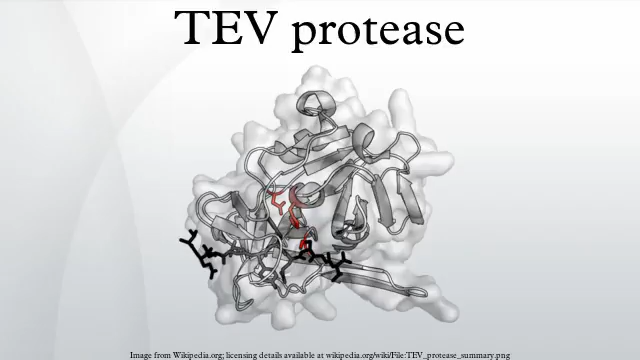 TEV protease
Image from Wikipedia.org; licensing details available at wikipedia.org/wiki/File:TEV_protease_summary.png